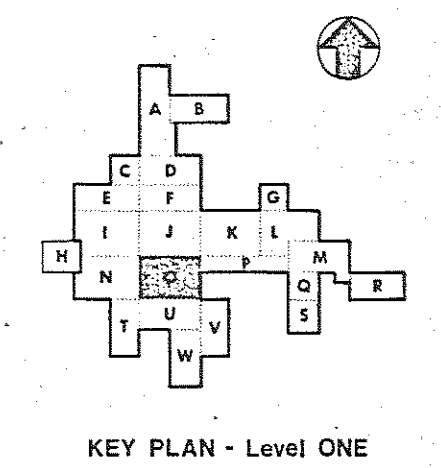 A B
C D
E F G
I J K L
H P M
N Q R
T U V S
W
KEY PLAN - Level ONE